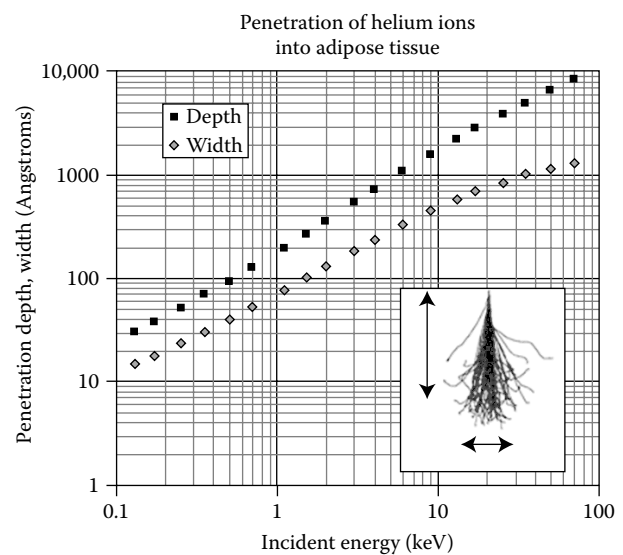 Penetration of helium ions
into adipose tissue
10,000
1000
100
10
1
Penetration depth, width (Angstroms)
Depth
Width
0.1
1
10
100
Incident energy (keV)